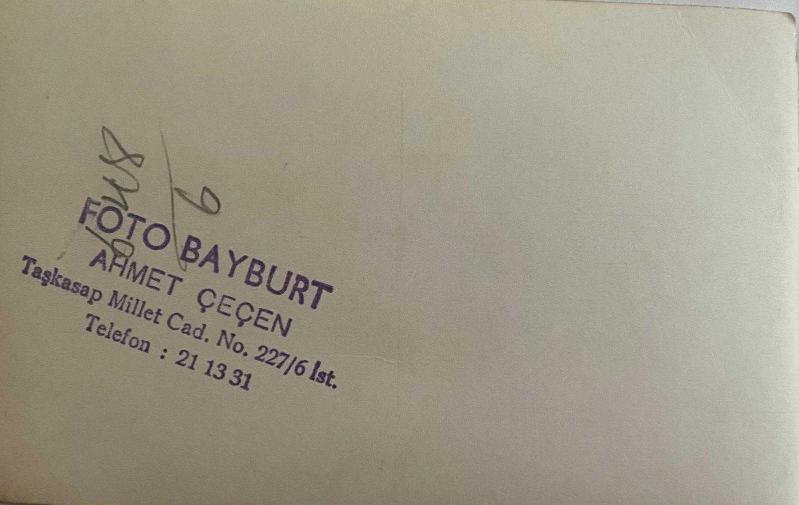 FOTO BAYBURT
AHMET ÇEÇEN
Taşkasap Millet Cad. No. 227/6 İst.
Telefon : 21 13 31